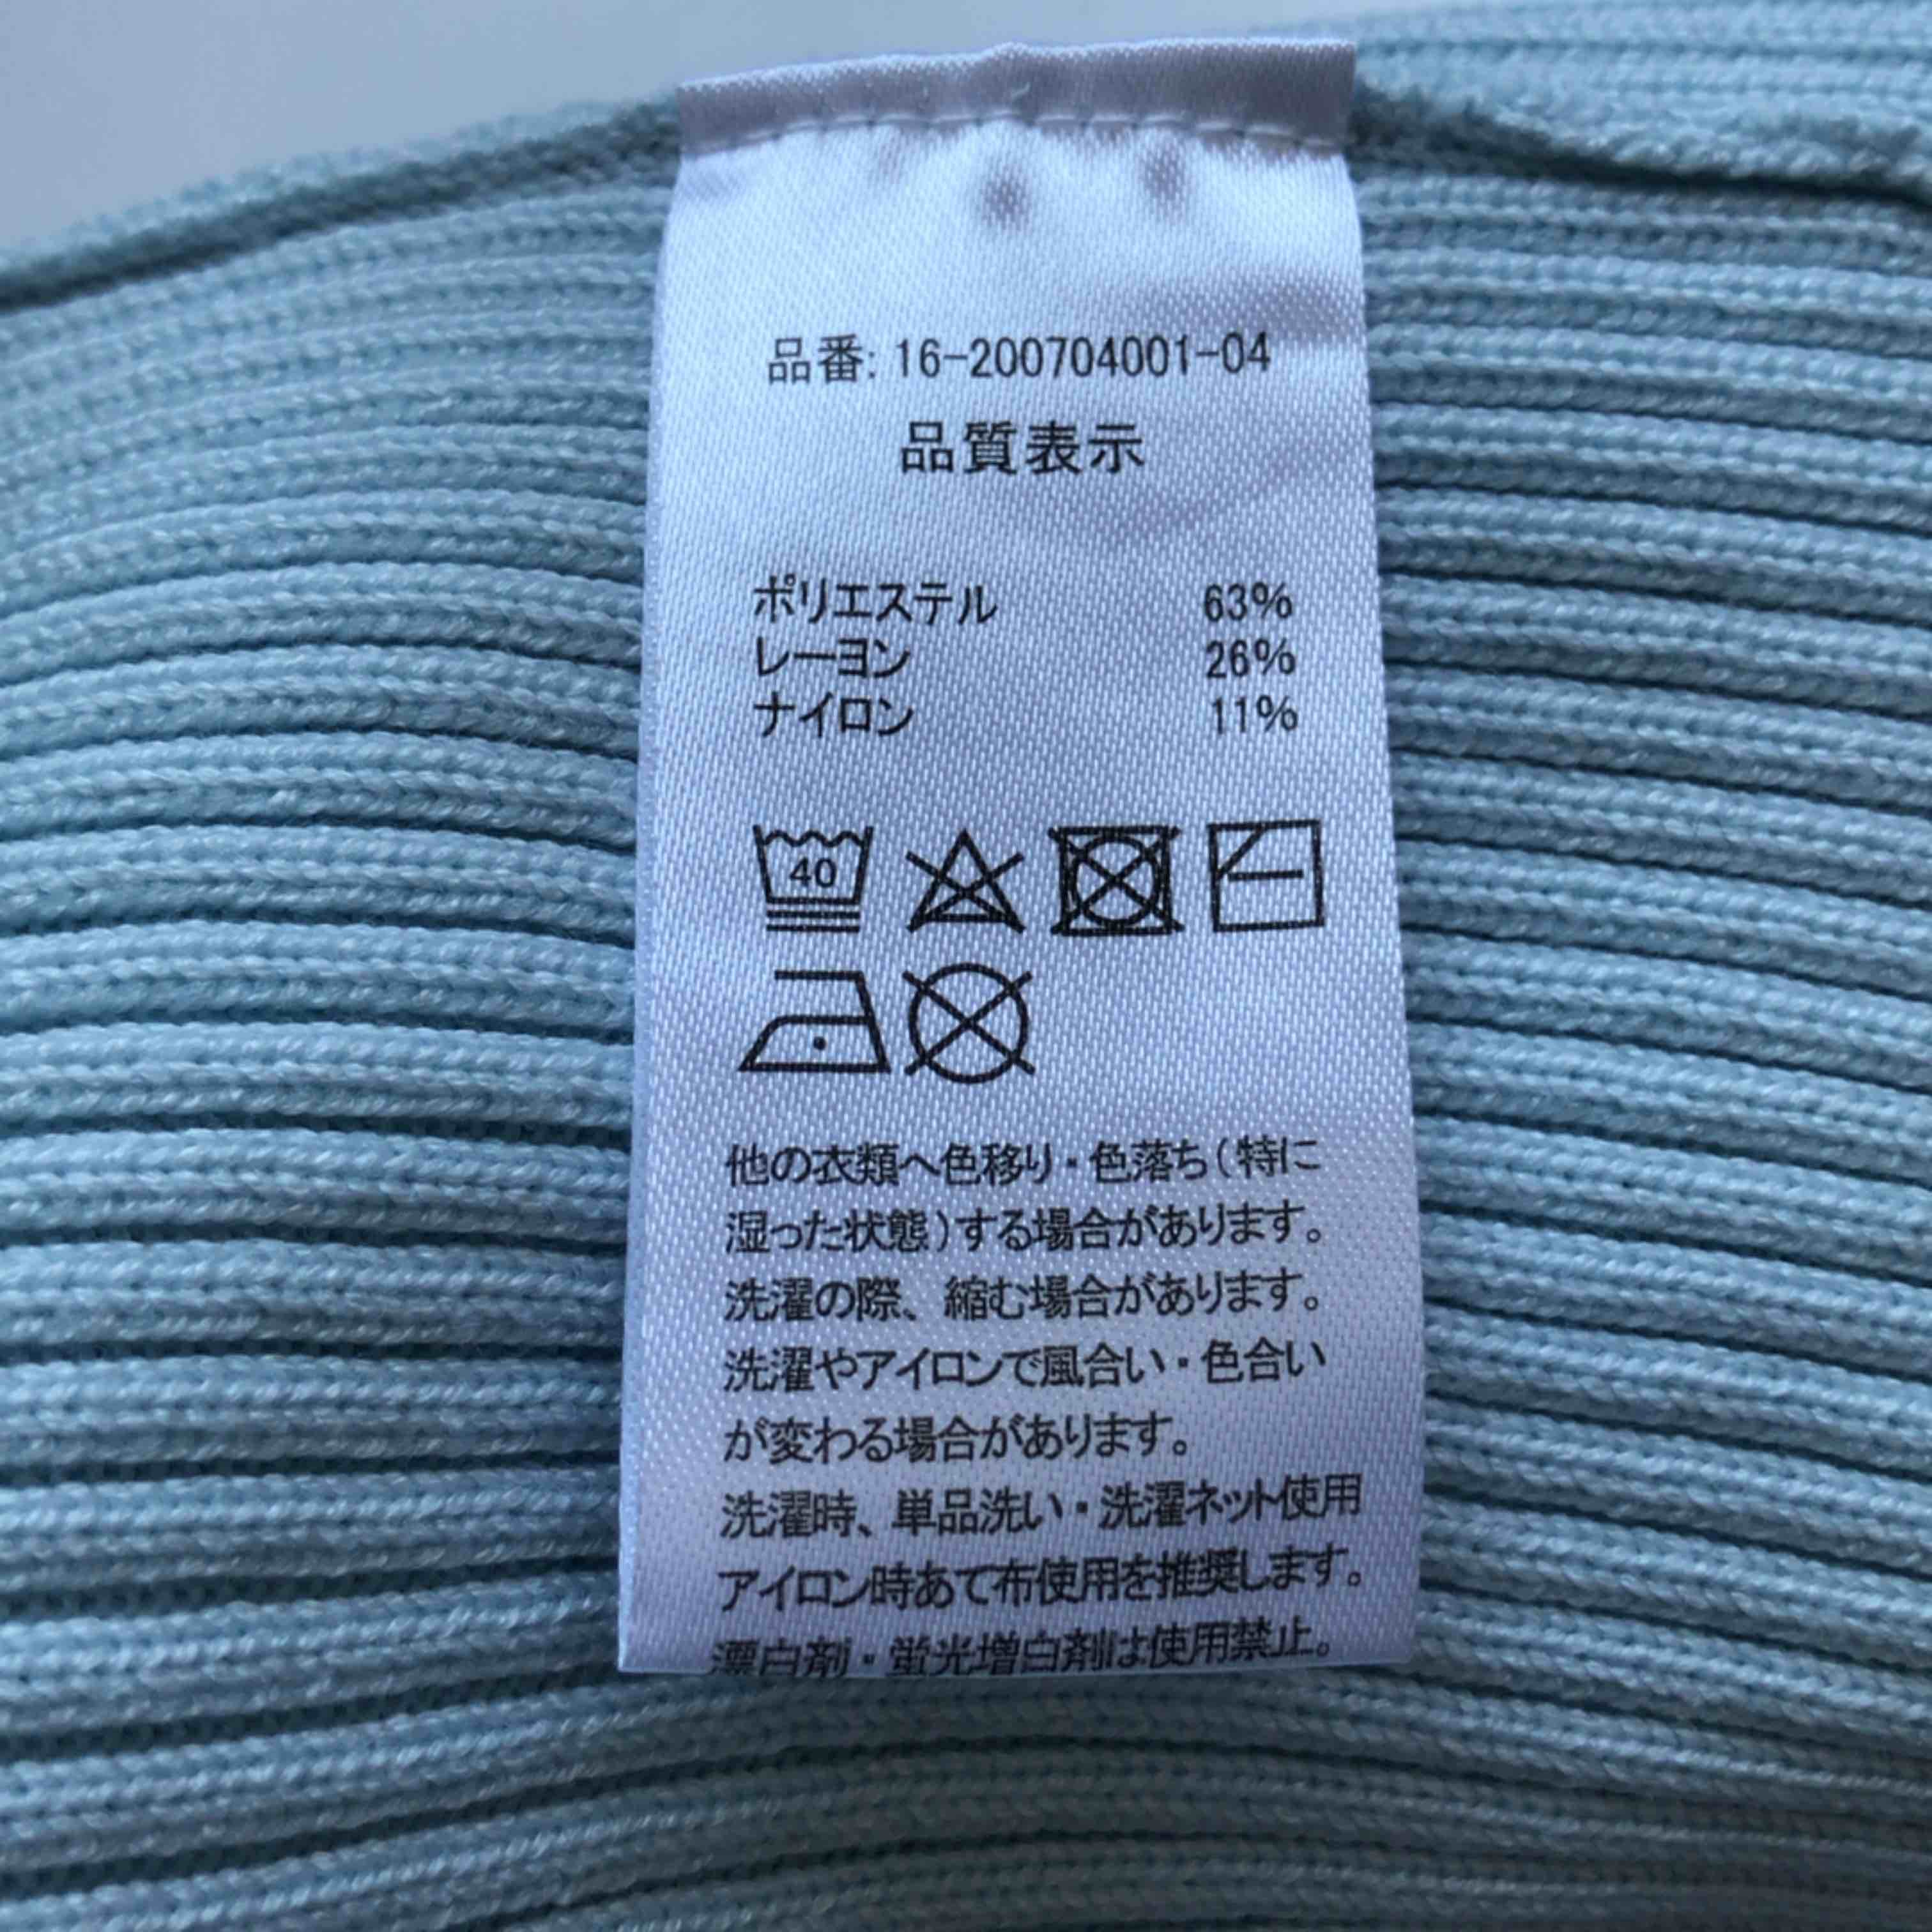 品番: 16-200704001-04
品質表示
ポリエステル 63%
レーヨン 26%
ナイロン 11%
40
他の衣類へ色移り・色落ち(特に
湿った状態)する場合があります。
洗濯の際、縮む場合があります。
洗濯やアイロンで風合い・色合い
が変わる場合があります。
洗濯時、単品洗い・洗濯ネット使用
アイロン時あて布使用を推奨します。
漂白剤・蛍光増白剤は使用禁止。